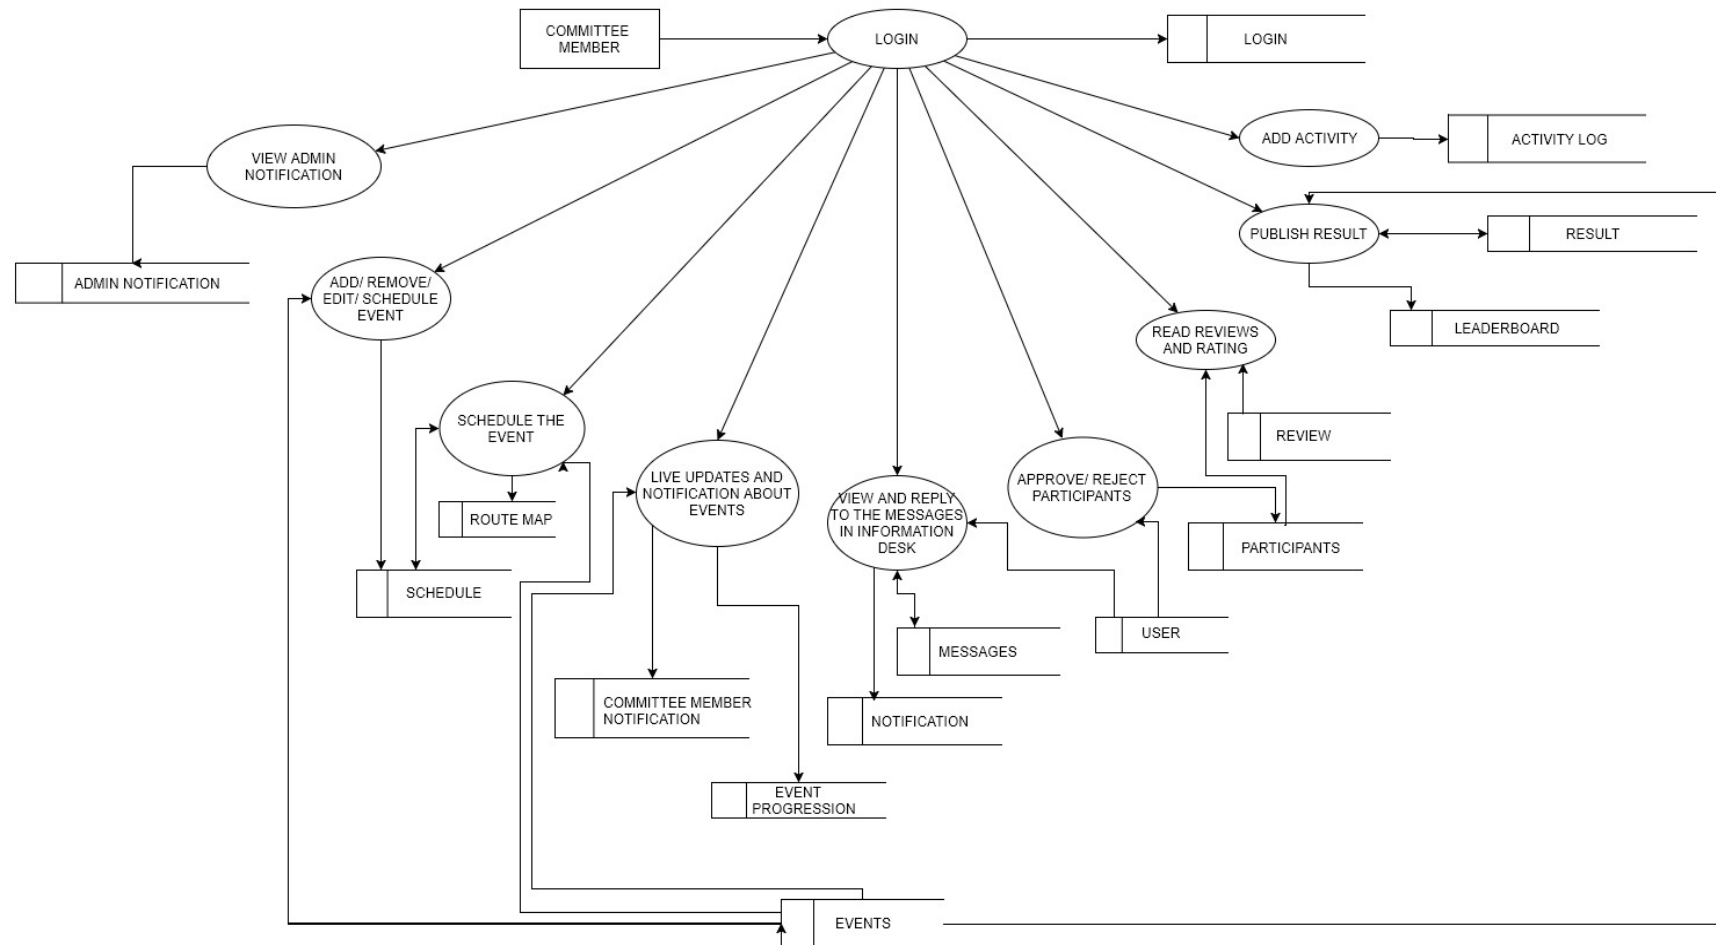 COMMITTEE
MEMBER
LOGIN
LOGIN
ADD ACTIVITY
ACTIVITY LOG
VIEW ADMIN
NOTIFICATION
PUBLISH RESULT
RESULT
ADMIN NOTIFICATION
ADD/ REMOVE/
EDIT/ SCHEDULE
EVENT
LEADERBOARD
READ REVIEWS
AND RATING
SCHEDULE THE
EVENT
REVIEW
LIVE UPDATES AND
NOTIFICATION ABOUT
EVENTS
APPROVE/ REJECT
PARTICIPANTS
VIEW AND REPLY
TO THE MESSAGES
IN INFORMATION
DESK
ROUTE MAP
PARTICIPANTS
SCHEDULE
USER
MESSAGES
COMMITTEE MEMBER
NOTIFICATION
NOTIFICATION
EVENT
PROGRESSION
EVENTS